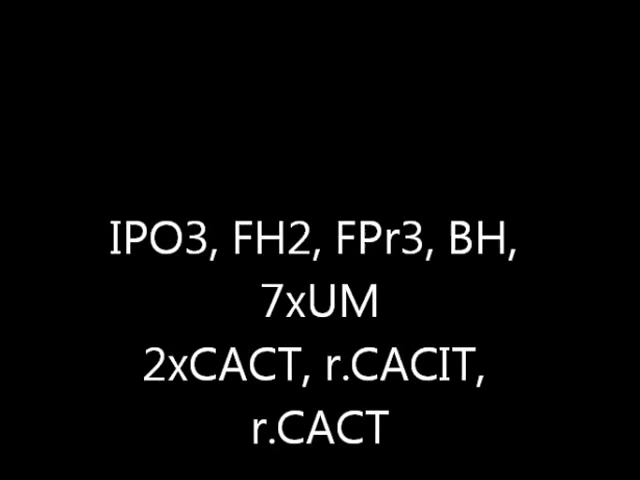 IPO3, FH2, FPr3, BH,
7xUM
2xCACT, r.CACIT,
r.CACT